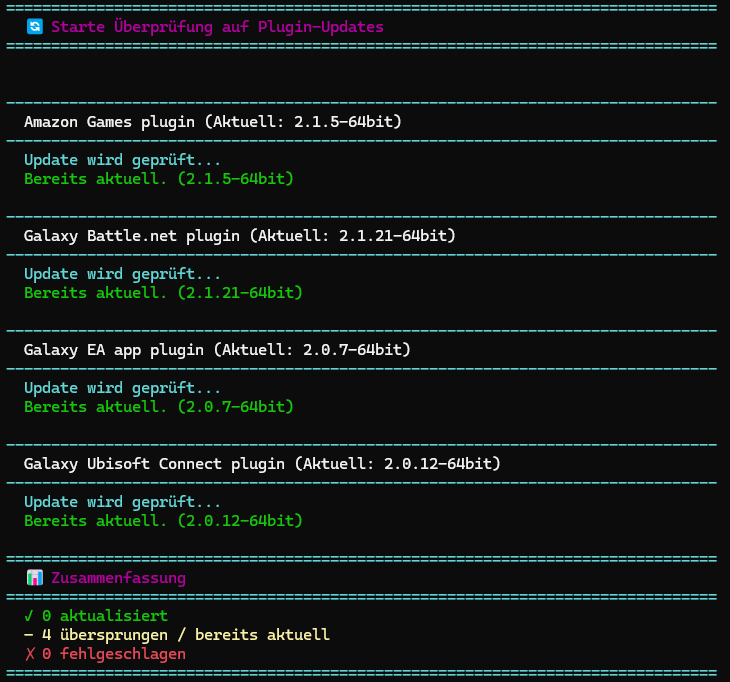 🔄 Starte Überprüfung auf Plugin-Updates
Amazon Games plugin (Aktuell: 2.1.5-64bit)
Update wird geprüft...
Bereits aktuell. (2.1.5-64bit)
Galaxy Battle.net plugin (Aktuell: 2.1.21-64bit)
Update wird geprüft...
Bereits aktuell. (2.1.21-64bit)
Galaxy EA app plugin (Aktuell: 2.0.7-64bit)
Update wird geprüft...
Bereits aktuell. (2.0.7-64bit)
Galaxy Ubisoft Connect plugin (Aktuell: 2.0.12-64bit)
Update wird geprüft...
Bereits aktuell. (2.0.12-64bit)
📊 Zusammenfassung
✓ 0 aktualisiert
- 4 übersprungen / bereits aktuell
✗ 0 fehlgeschlagen